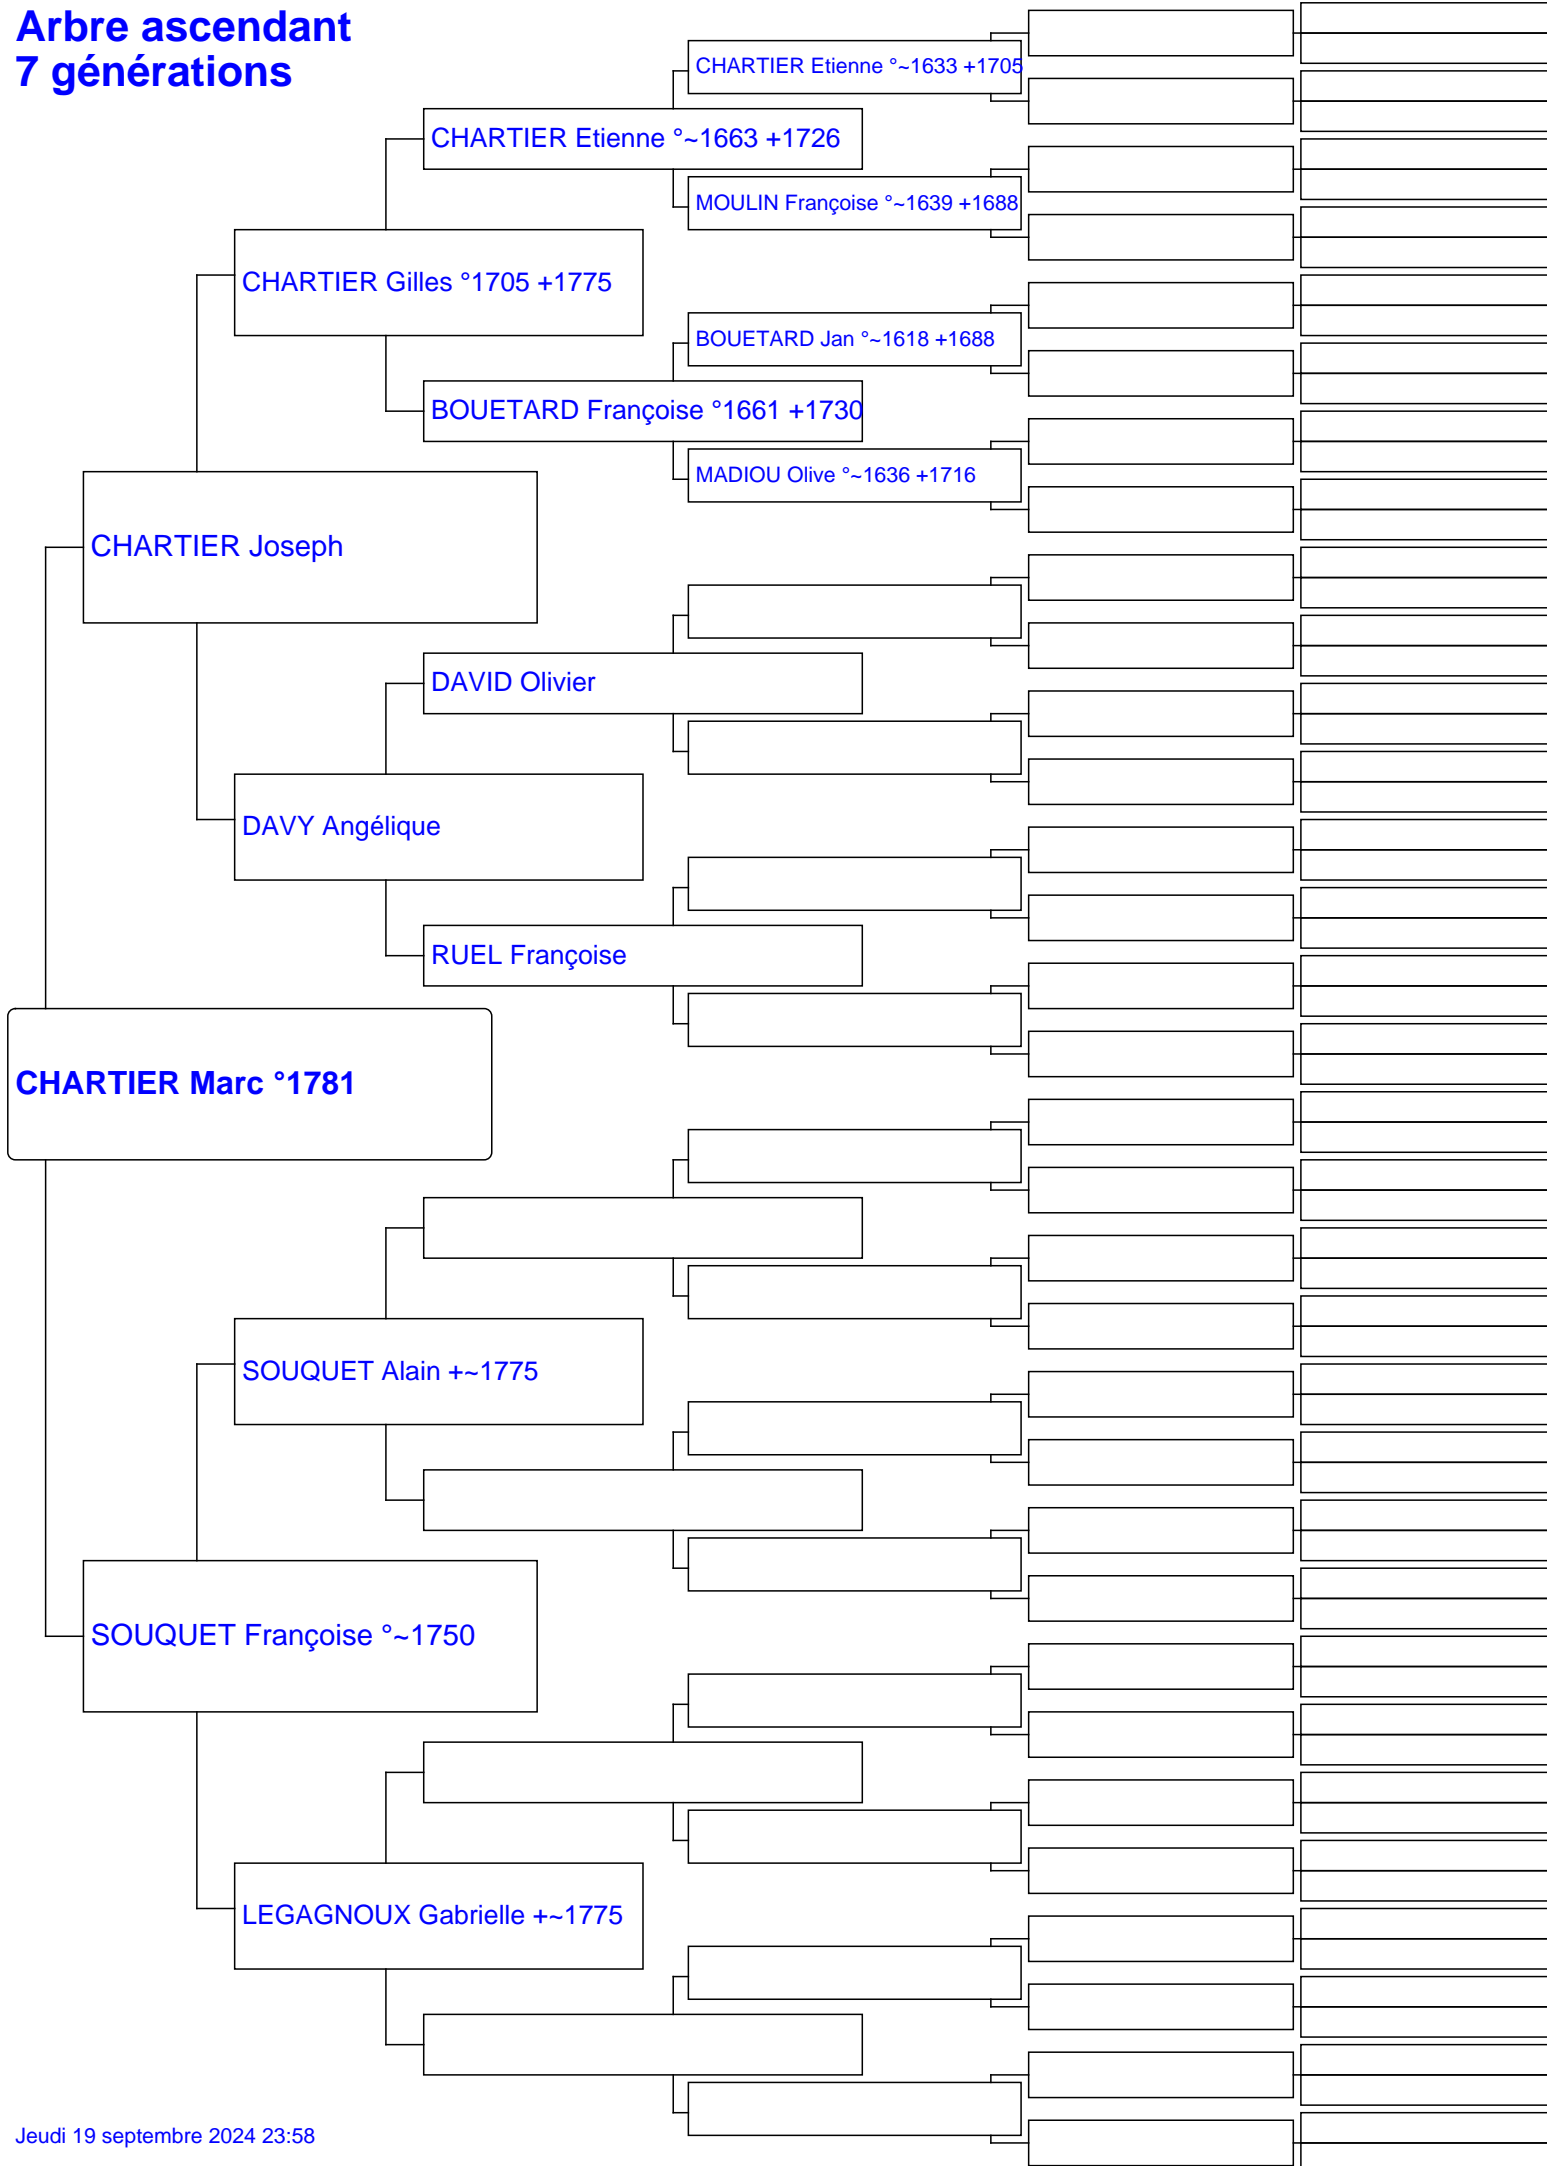 Arbre ascendant
7 générations
CHARTIER Etienne °~1633 +1705
CHARTIER Etienne °~1663 +1726
MOULIN Françoise °~1639 +1688
CHARTIER Gilles °1705 +1775
BOUETARD Jan °~1618 +1688
BOUETARD Françoise °1661 +1730
MADIOU Olive °~1636 +1716
CHARTIER Joseph
DAVID Olivier
DAVY Angélique
RUEL Françoise
CHARTIER Marc °1781
SOUQUET Alain +~1775
SOUQUET Françoise °~1750
LEGAGNOUX Gabrielle +~1775
Jeudi 19 septembre 2024 23:58